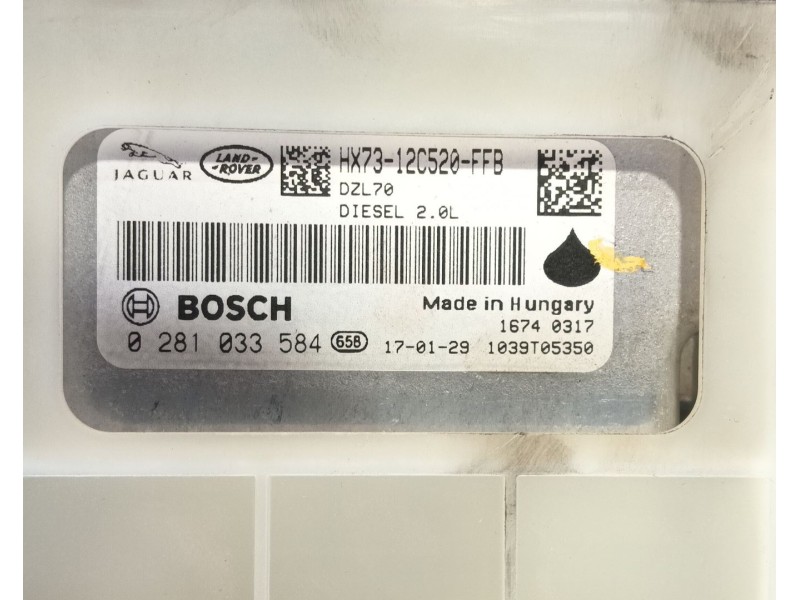 JAGUAR
LAND-
-ROVER
HX73-12C520-FFB
DZL70
DIESEL 2.0L
BOSCH
Made in Hungary
1674 0317
0 281 033 584 658
17-01-29 1039T05350